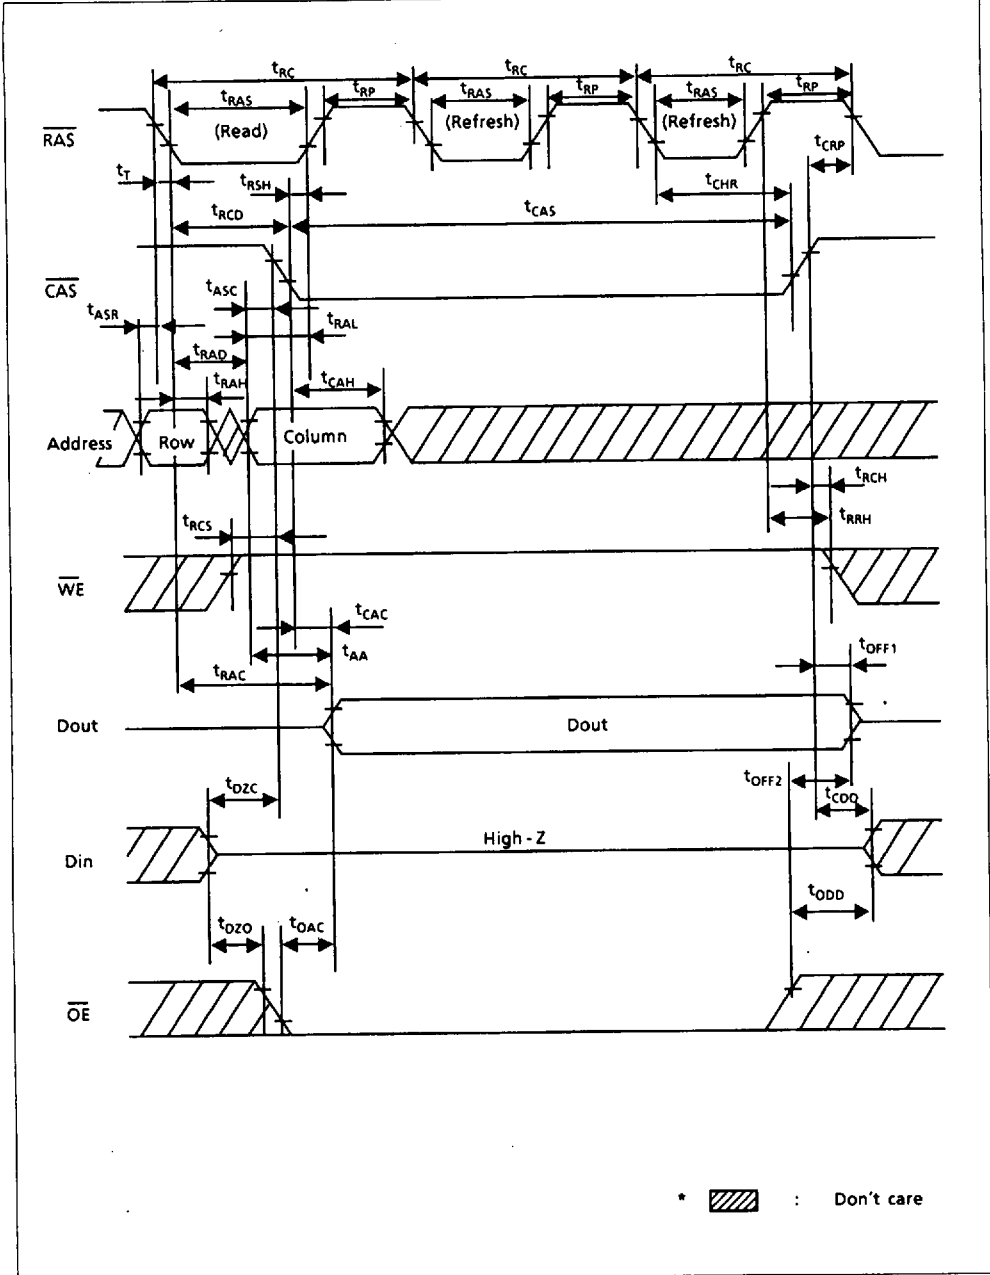 tRC tRC tRC
tRAS tRP tRAS tRP tRAS tRP
RAS (Read) (Refresh) (Refresh)
tCRP
tT tRSH tCHR
tRCD tCAS
CAS tASC
tASR tRAL
tRAD
tRAH tCAH
Address Row Column
tRCH
tRCS tRRH
WE
tCAC
tAA tOFF1
tRAC
Dout Dout
tDZC tOFF2 tCDD
Din High-Z
tODD
tDZO tOAC
OE
* : Don't care